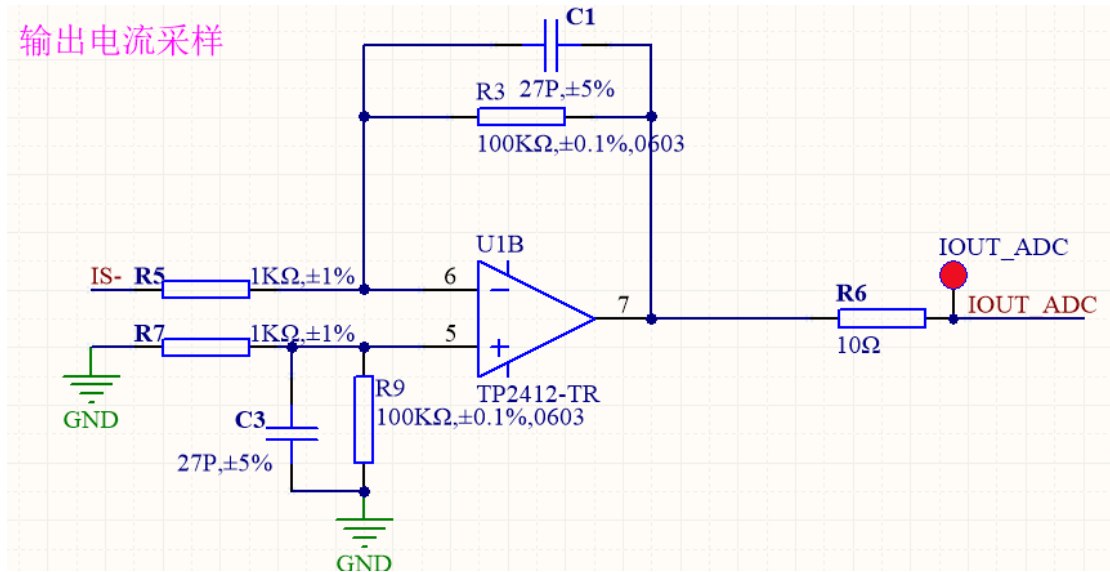 输出电流采样
C1
27P,±5%
R3
100KΩ,±0.1%,0603
U1B
IS-
R5
1KΩ,±1%
6
7
R7
1KΩ,±1%
5
TP2412-TR
R6
10Ω
IOUT_ADC
IOUT_ADC
GND
C3
27P,±5%
R9
100KΩ,±0.1%,0603
GND